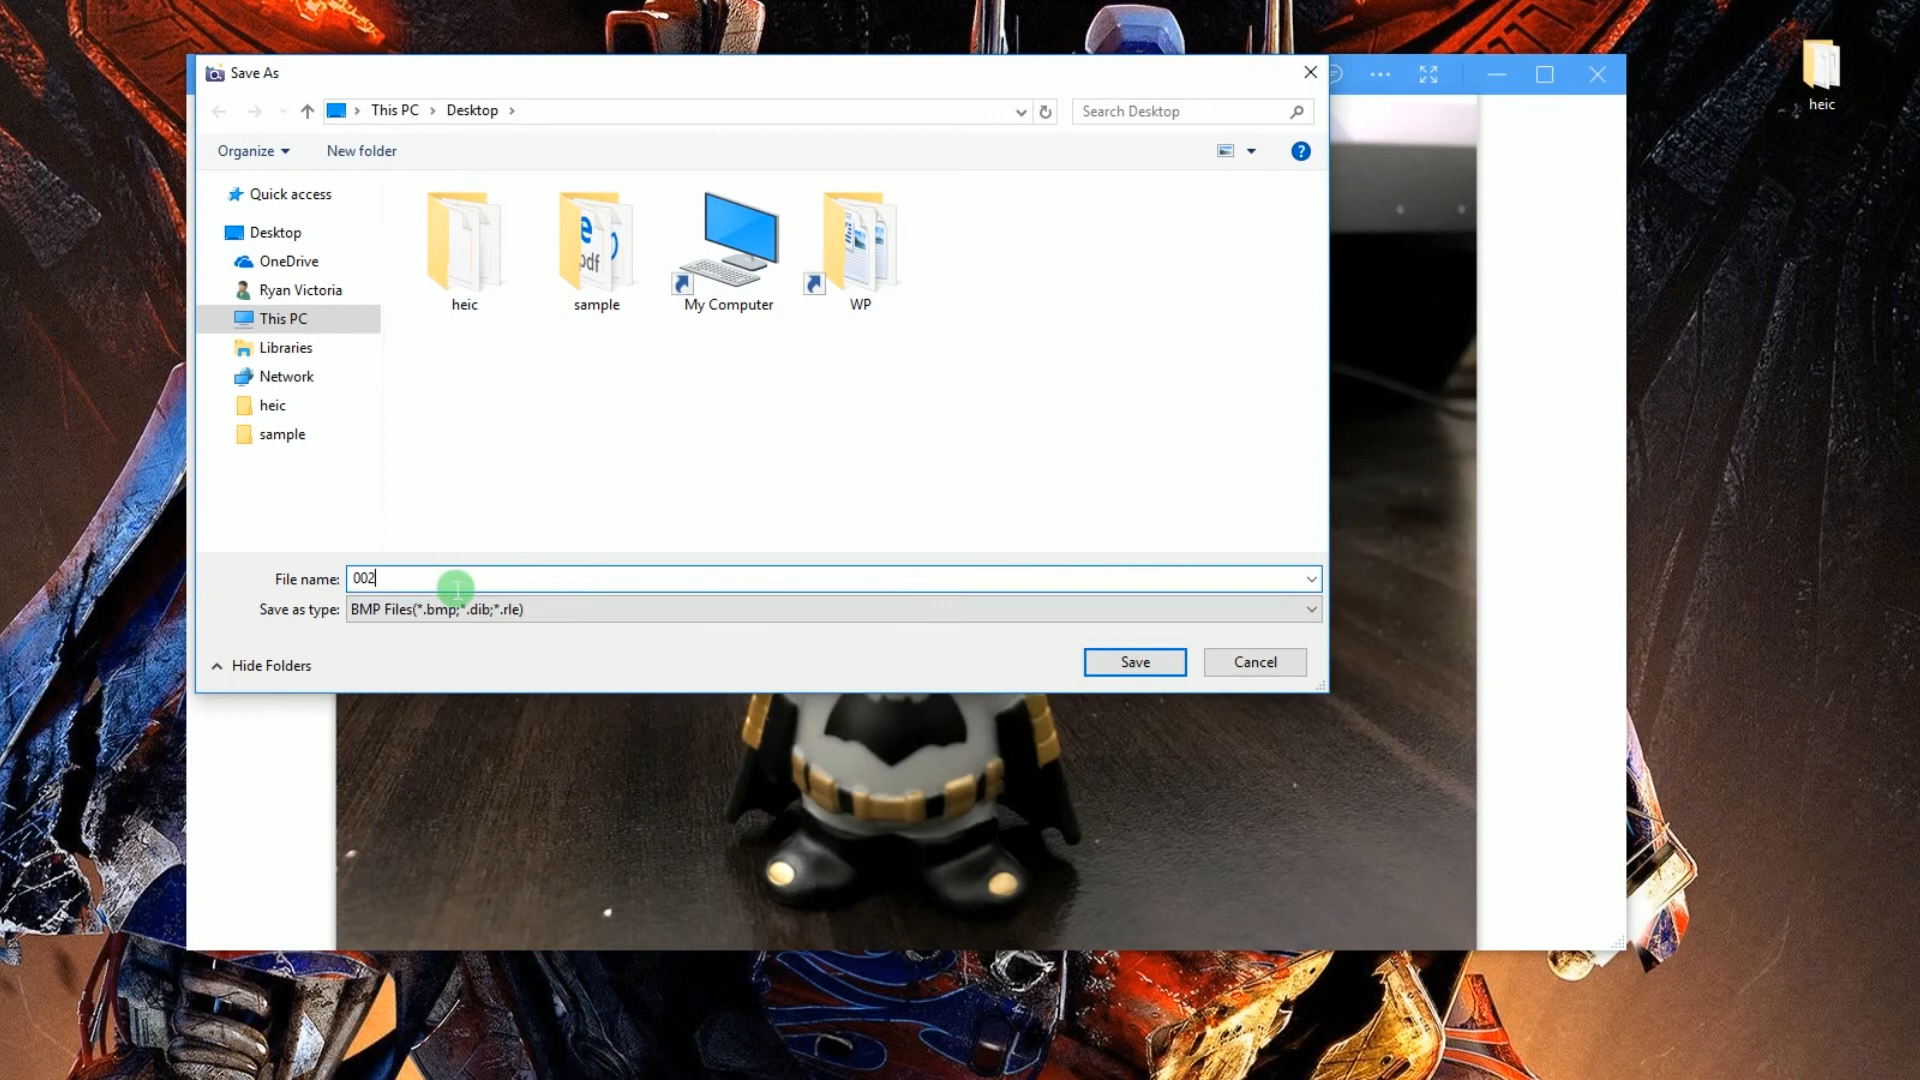 Save As
This PC
Desktop
Search Desktop
Organize
New folder
?
Quick access
Desktop
OneDrive
Ryan Victoria
This PC
Libraries
Network
heic
sample
heic
sample
My Computer
WP
e
pdf
File name: 002
Save as type: BMP Files(*.bmp;*.dib;*.rle)
Hide Folders
Save
Cancel
heic